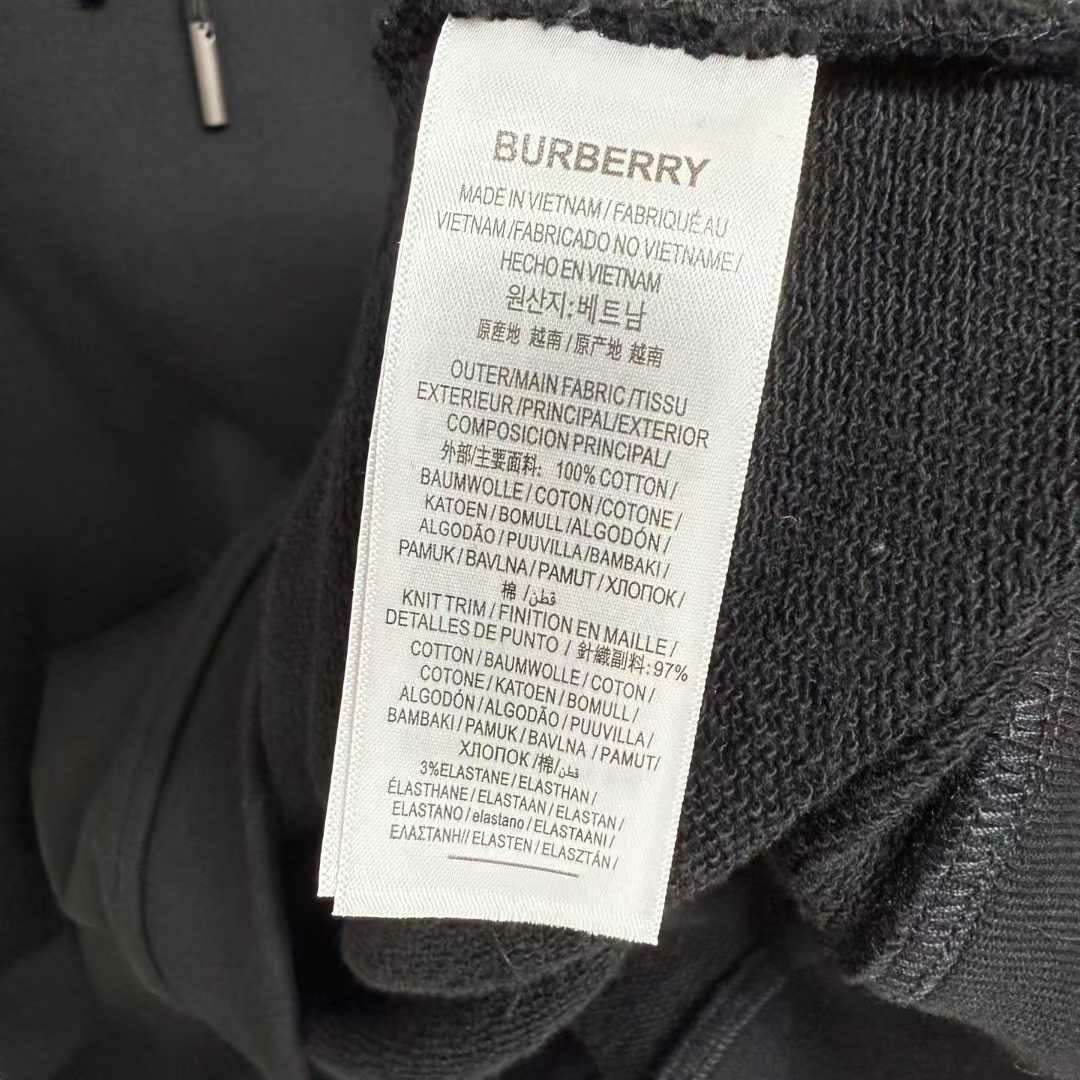 BURBERRY
MADE IN VIETNAM / FABRIQUÉ AU
VIETNAM /FABRICADO NO VIETNAME /
HECHO EN VIETNAM
원산지:베트남
原産地 越南 / 原产地 越南
OUTER/MAIN FABRIC /TISSU
EXTERIEUR /PRINCIPAL/EXTERIOR
COMPOSICION PRINCIPAL/
外部/主要面料: 100% COTTON /
BAUMWOLLE / COTON /COTONE /
KATOEN / BOMULL /ALGODÓN /
ALGODÃO / PUUVILLA /BAMBAKI /
PAMUK / BAVLNA / PAMUT / ХЛОПОК /
棉 /قطن/
KNIT TRIM / FINITION EN MAILLE /
DETALLES DE PUNTO / 針織副料: 97%
COTTON / BAUMWOLLE / COTON /
COTONE / KATOEN / BOMULL /
ALGODÓN / ALGODÃO / PUUVILLA /
BAMBAKI / PAMUK / BAVLNA / PAMUT/
ХЛОПОК /棉/قطن/
3%ELASTANE / ELASTHAN /
ÉLASTHANE / ELASTAAN / ELASTAN /
ELASTANO / elastano / ELASTAANI /
ΕΛΑΣΤΑΝΗ// ELASTEN / ELASZTÁN /